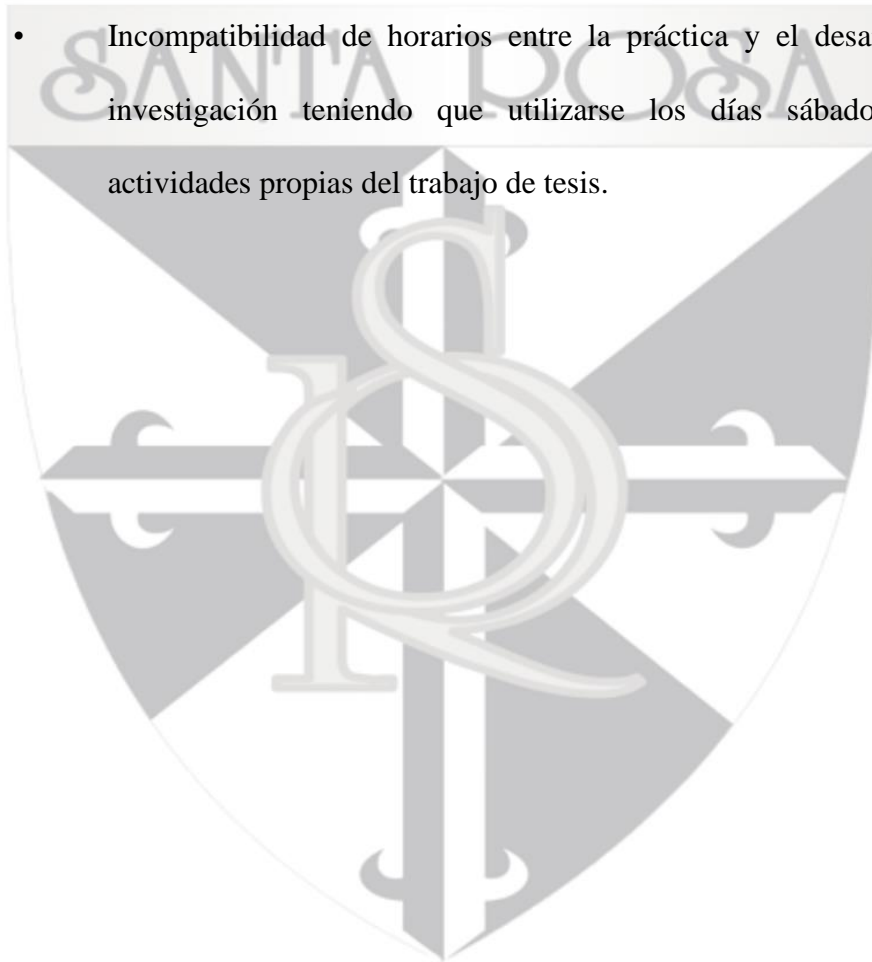 SANTA ROSA
• Incompatibilidad de horarios entre la práctica y el desa
investigación teniendo que utilizarse los días sábado
actividades propias del trabajo de tesis.